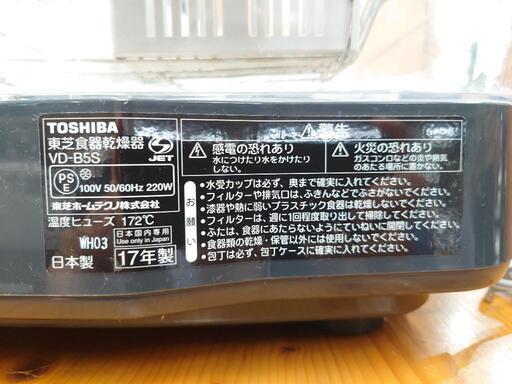 TOSHIBA
東芝食器乾燥器
VD-B5S
JET
PS
E
100V 50/60Hz 220W
東芝ホームテクノ株式会社
温度ヒューズ 172℃
WH03
日本国内専用
Use only in Japan
日本製
17年製
警告
感電の恐れあり
水につけたり水をかけたり
しない。
火災の恐れあり
ガスコンロなどの炎や熱気
のあたる所では使わない。
お願い
•水受カップは必ず、奥まで確実に入れる。
•フィルターや排気口は、ふきんなどでふさがないでください。
•漆器や熱に弱いプラスチック食器は乾燥しないでください。
•フィルターは、週に1回程度取り出して掃除してください。
•ふたは、食器にあたらないようにていねいに開閉してください。
•食器類の乾燥・保管以外には使用しないでください。
•包丁は必ず、包丁ケースに確実に入れてください。